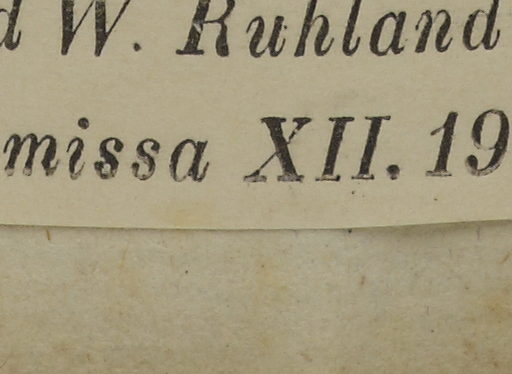 d W. Ruhland
missa XII. 19